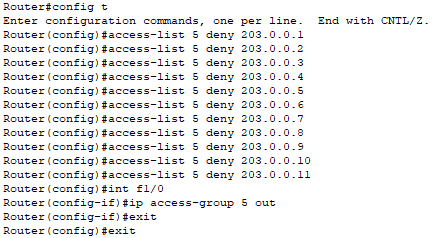 Router#config t
Enter configuration commands, one per line.  End with CNTL/Z.
Router(config)#access-list 5 deny 203.0.0.1
Router(config)#access-list 5 deny 203.0.0.2
Router(config)#access-list 5 deny 203.0.0.3
Router(config)#access-list 5 deny 203.0.0.4
Router(config)#access-list 5 deny 203.0.0.5
Router(config)#access-list 5 deny 203.0.0.6
Router(config)#access-list 5 deny 203.0.0.7
Router(config)#access-list 5 deny 203.0.0.8
Router(config)#access-list 5 deny 203.0.0.9
Router(config)#access-list 5 deny 203.0.0.10
Router(config)#access-list 5 deny 203.0.0.11
Router(config)#int f1/0
Router(config-if)#ip access-group 5 out
Router(config-if)#exit
Router(config)#exit